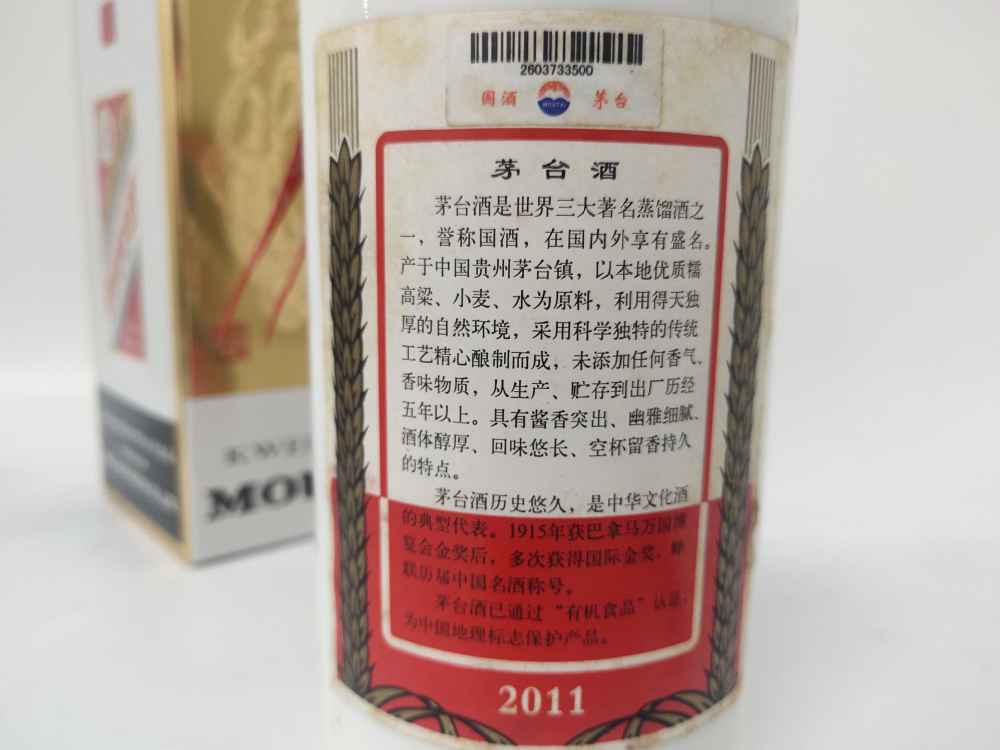 2603733500
国酒 茅台
MOUTAI
茅台酒
茅台酒是世界三大著名蒸馏酒之
一，誉称国酒，在国内外享有盛名。
产于中国贵州茅台镇，以本地优质糯
高粱、小麦、水为原料，利用得天独
厚的自然环境，采用科学独特的传统
工艺精心酿制而成，未添加任何香气、
香味物质，从生产、贮存到出厂历经
五年以上。具有酱香突出、幽雅细腻、
酒体醇厚、回味悠长、空杯留香持久
的特点。
茅台酒历史悠久，是中华文化酒
的典型代表。1915年获巴拿马万国博
览会金奖后，多次获得国际金奖，蝉
联历届中国名酒称号。
茅台酒已通过“有机食品”认证，
为中国地理标志保护产品。
2011
KWEI
MOU